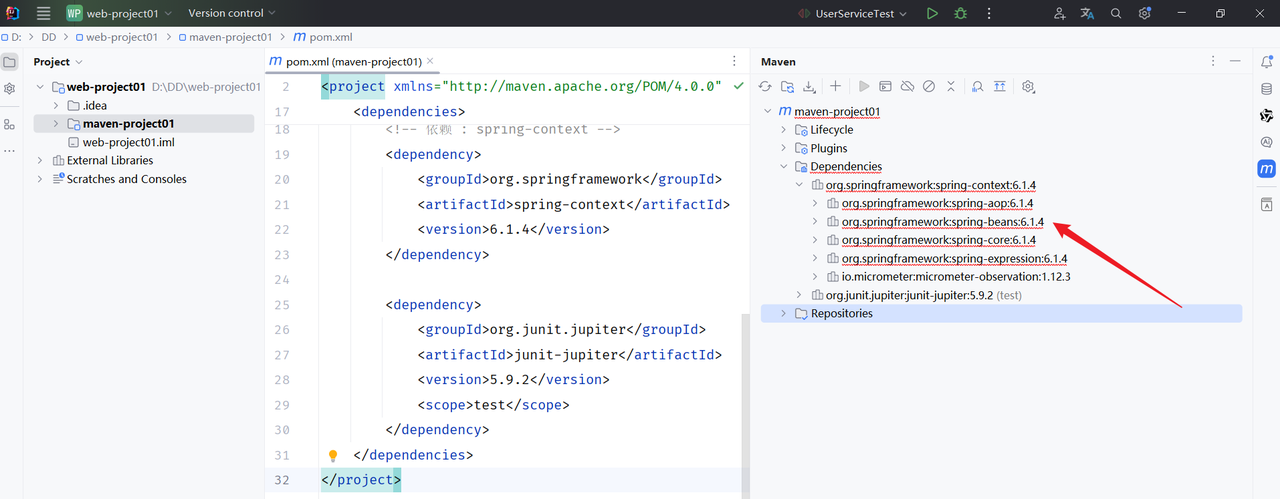 WP web-project01 Version control UserServiceTest
D: DD web-project01 maven-project01 m pom.xml
Project
web-project01 D:\DD\web-project01
.idea
maven-project01
web-project01.iml
External Libraries
Scratches and Consoles
m pom.xml (maven-project01)
2 <project xmlns="http://maven.apache.org/POM/4.0.0"
17 <dependencies>
18 <!-- 依赖 : spring-context -->
19 <dependency>
20 <groupId>org.springframework</groupId>
21 <artifactId>spring-context</artifactId>
22 <version>6.1.4</version>
23 </dependency>
24
25 <dependency>
26 <groupId>org.junit.jupiter</groupId>
27 <artifactId>junit-jupiter</artifactId>
28 <version>5.9.2</version>
29 <scope>test</scope>
30 </dependency>
31 </dependencies>
32 </project>
Maven
m maven-project01
Lifecycle
Plugins
Dependencies
org.springframework:spring-context:6.1.4
org.springframework:spring-aop:6.1.4
org.springframework:spring-beans:6.1.4
org.springframework:spring-core:6.1.4
org.springframework:spring-expression:6.1.4
io.micrometer:micrometer-observation:1.12.3
org.junit.jupiter:junit-jupiter:5.9.2 (test)
Repositories